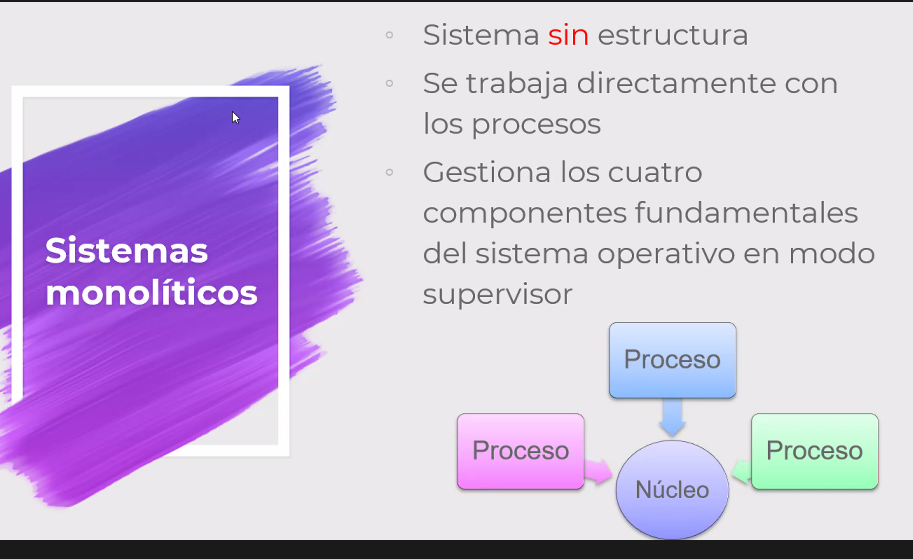 Sistemas
monolíticos
Sistema sin estructura
Se trabaja directamente con
los procesos
Gestiona los cuatro
componentes fundamentales
del sistema operativo en modo
supervisor
Proceso
Proceso
Proceso
Núcleo